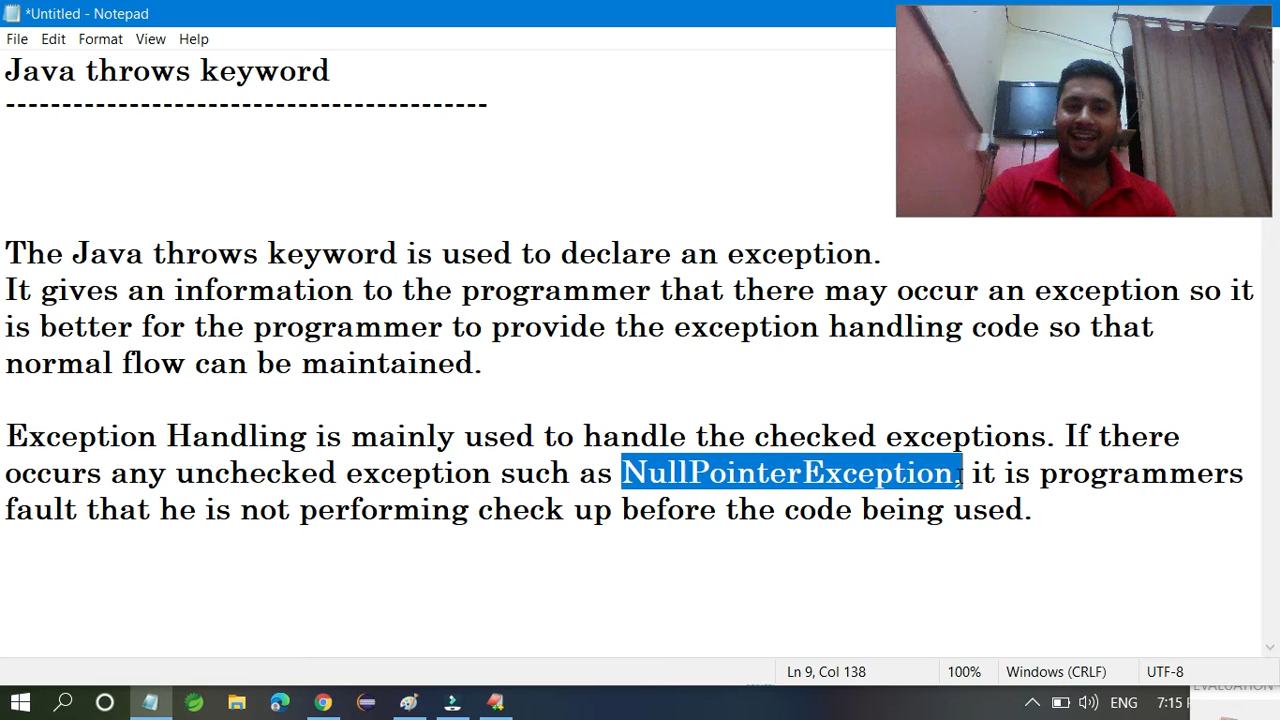 *Untitled - Notepad
File Edit Format View Help
Java throws keyword
-------------------------------------------
The Java throws keyword is used to declare an exception.
It gives an information to the programmer that there may occur an exception so it
is better for the programmer to provide the exception handling code so that
normal flow can be maintained.
Exception Handling is mainly used to handle the checked exceptions. If there
occurs any unchecked exception such as NullPointerException, it is programmers
fault that he is not performing check up before the code being used.
Ln 9, Col 138 100% Windows (CRLF) UTF-8
ENG 7:15
EVALUATION